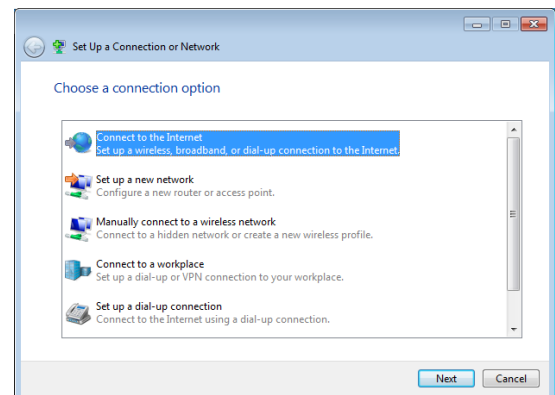 Set Up a Connection or Network
Choose a connection option
Connect to the Internet
Set up a wireless, broadband, or dial-up connection to the Internet.
Set up a new network
Configure a new router or access point.
Manually connect to a wireless network
Connect to a hidden network or create a new wireless profile.
Connect to a workplace
Set up a dial-up or VPN connection to your workplace.
Set up a dial-up connection
Connect to the Internet using a dial-up connection.
Next Cancel